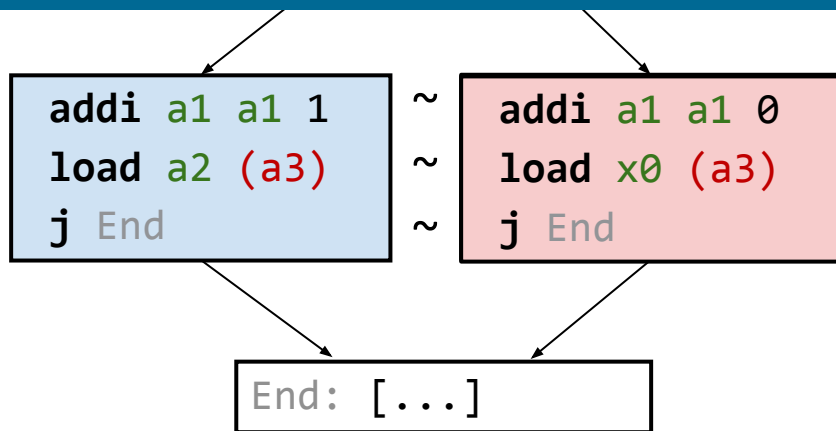 addi a1 a1 1 ~ addi a1 a1 0
load a2 (a3) ~ load x0 (a3)
j End ~ j End
End: [...]